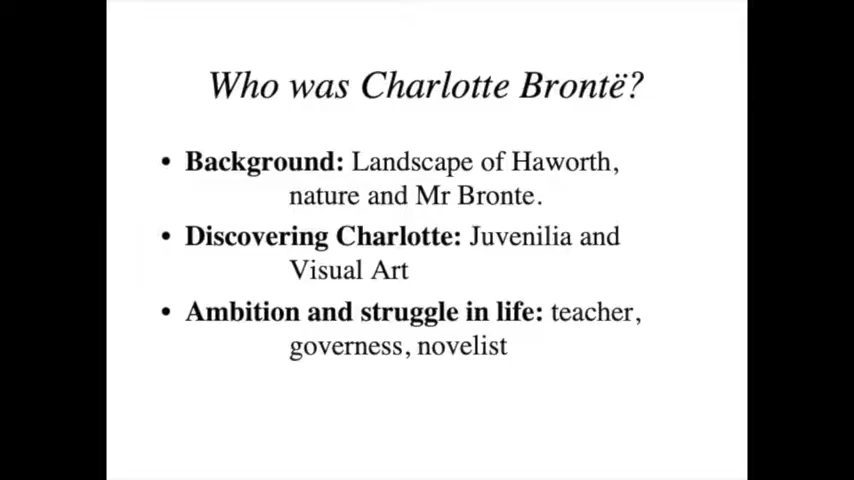 Who was Charlotte Brontë?
• Background: Landscape of Haworth,
nature and Mr Bronte.
• Discovering Charlotte: Juvenilia and
Visual Art
• Ambition and struggle in life: teacher,
governess, novelist